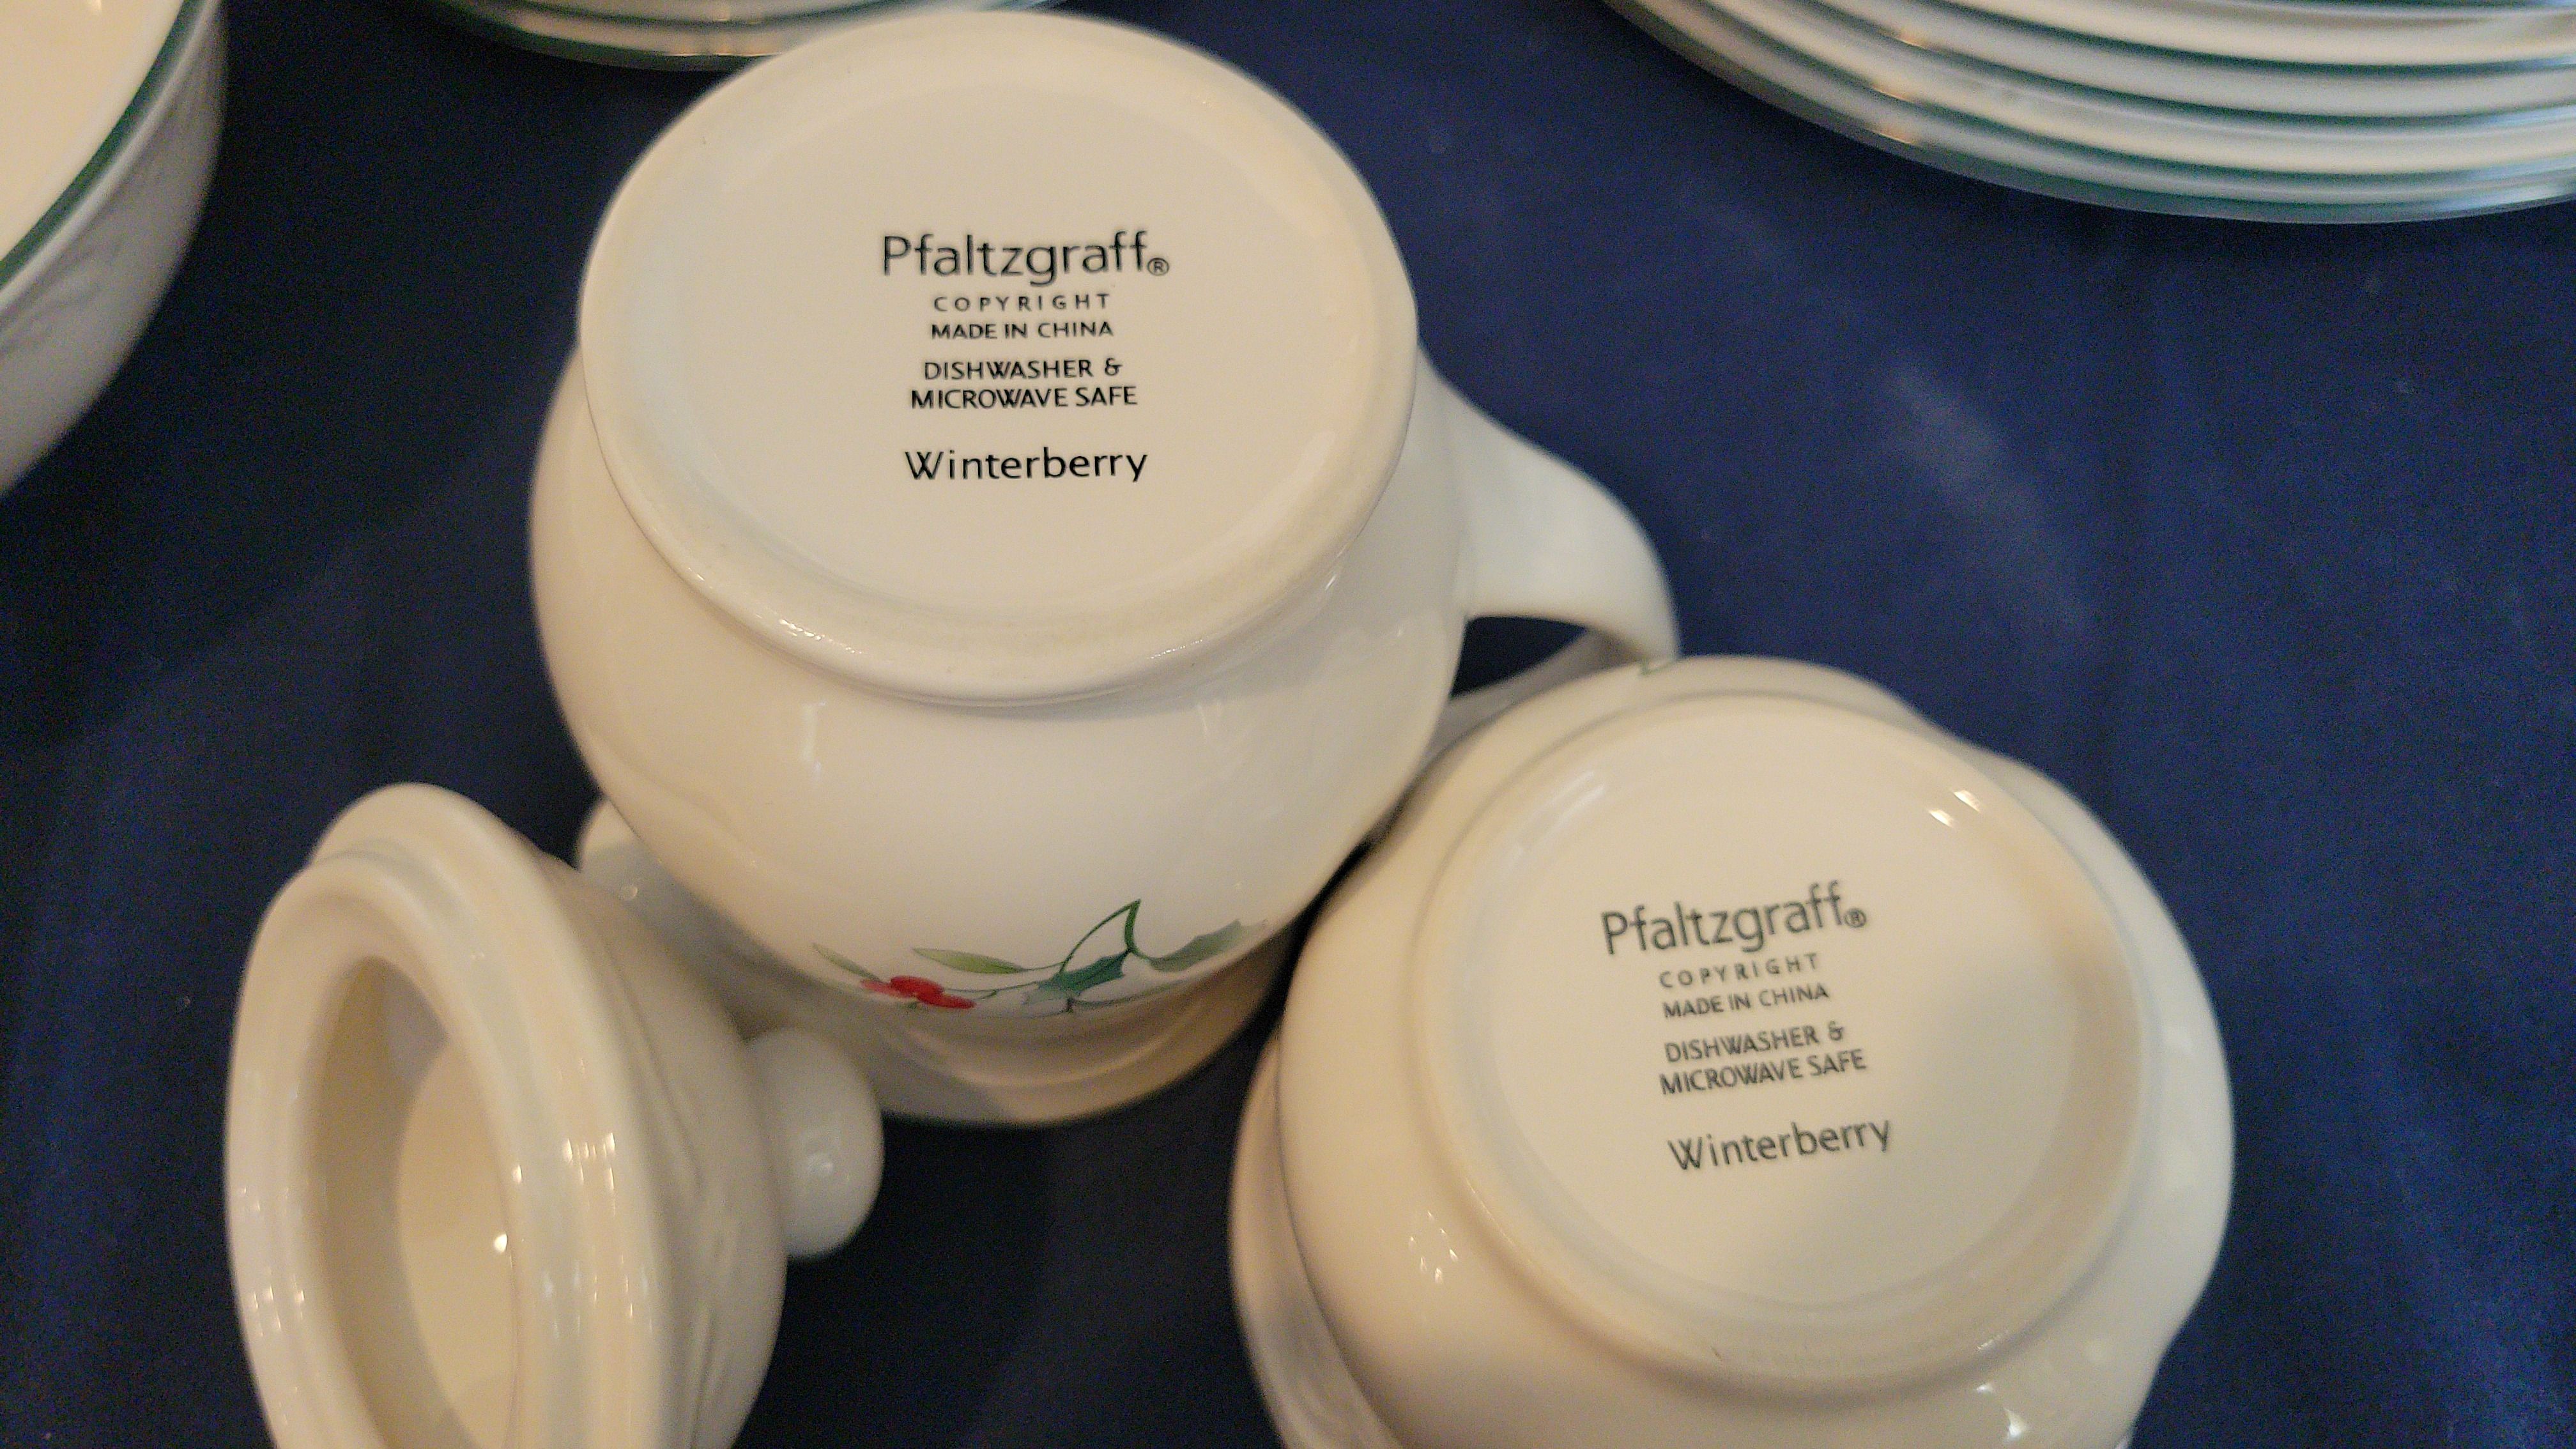 Pfaltzgraff®
COPYRIGHT
MADE IN CHINA
DISHWASHER &
MICROWAVE SAFE
Winterberry
Pfaltzgraff®
COPYRIGHT
MADE IN CHINA
DISHWASHER &
MICROWAVE SAFE
Winterberry